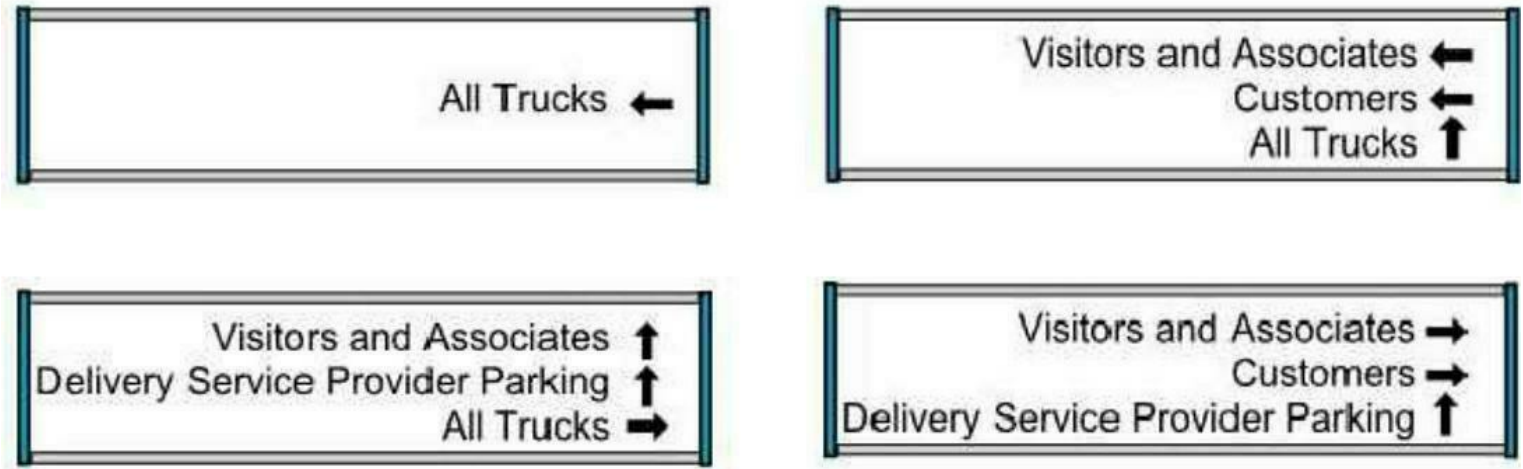 All Trucks ←
Visitors and Associates ←
Customers ←
All Trucks ↑
Visitors and Associates ↑
Delivery Service Provider Parking ↑
All Trucks →
Visitors and Associates →
Customers →
Delivery Service Provider Parking ↑